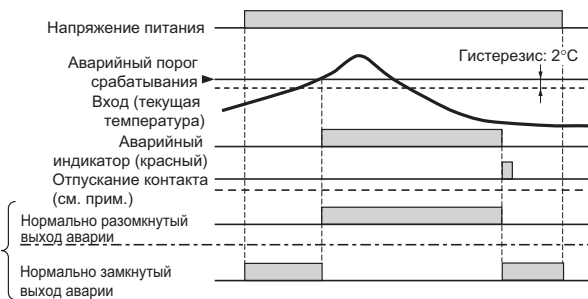 Напряжение питания
Гистерезис: 2°C
Аварийный порог
срабатывания
Вход (текущая
температура)
Аварийный
индикатор (красный)
Отпускание контакта
(см. прим.)
Нормально разомкнутый
выход аварии
Нормально замкнутый
выход аварии